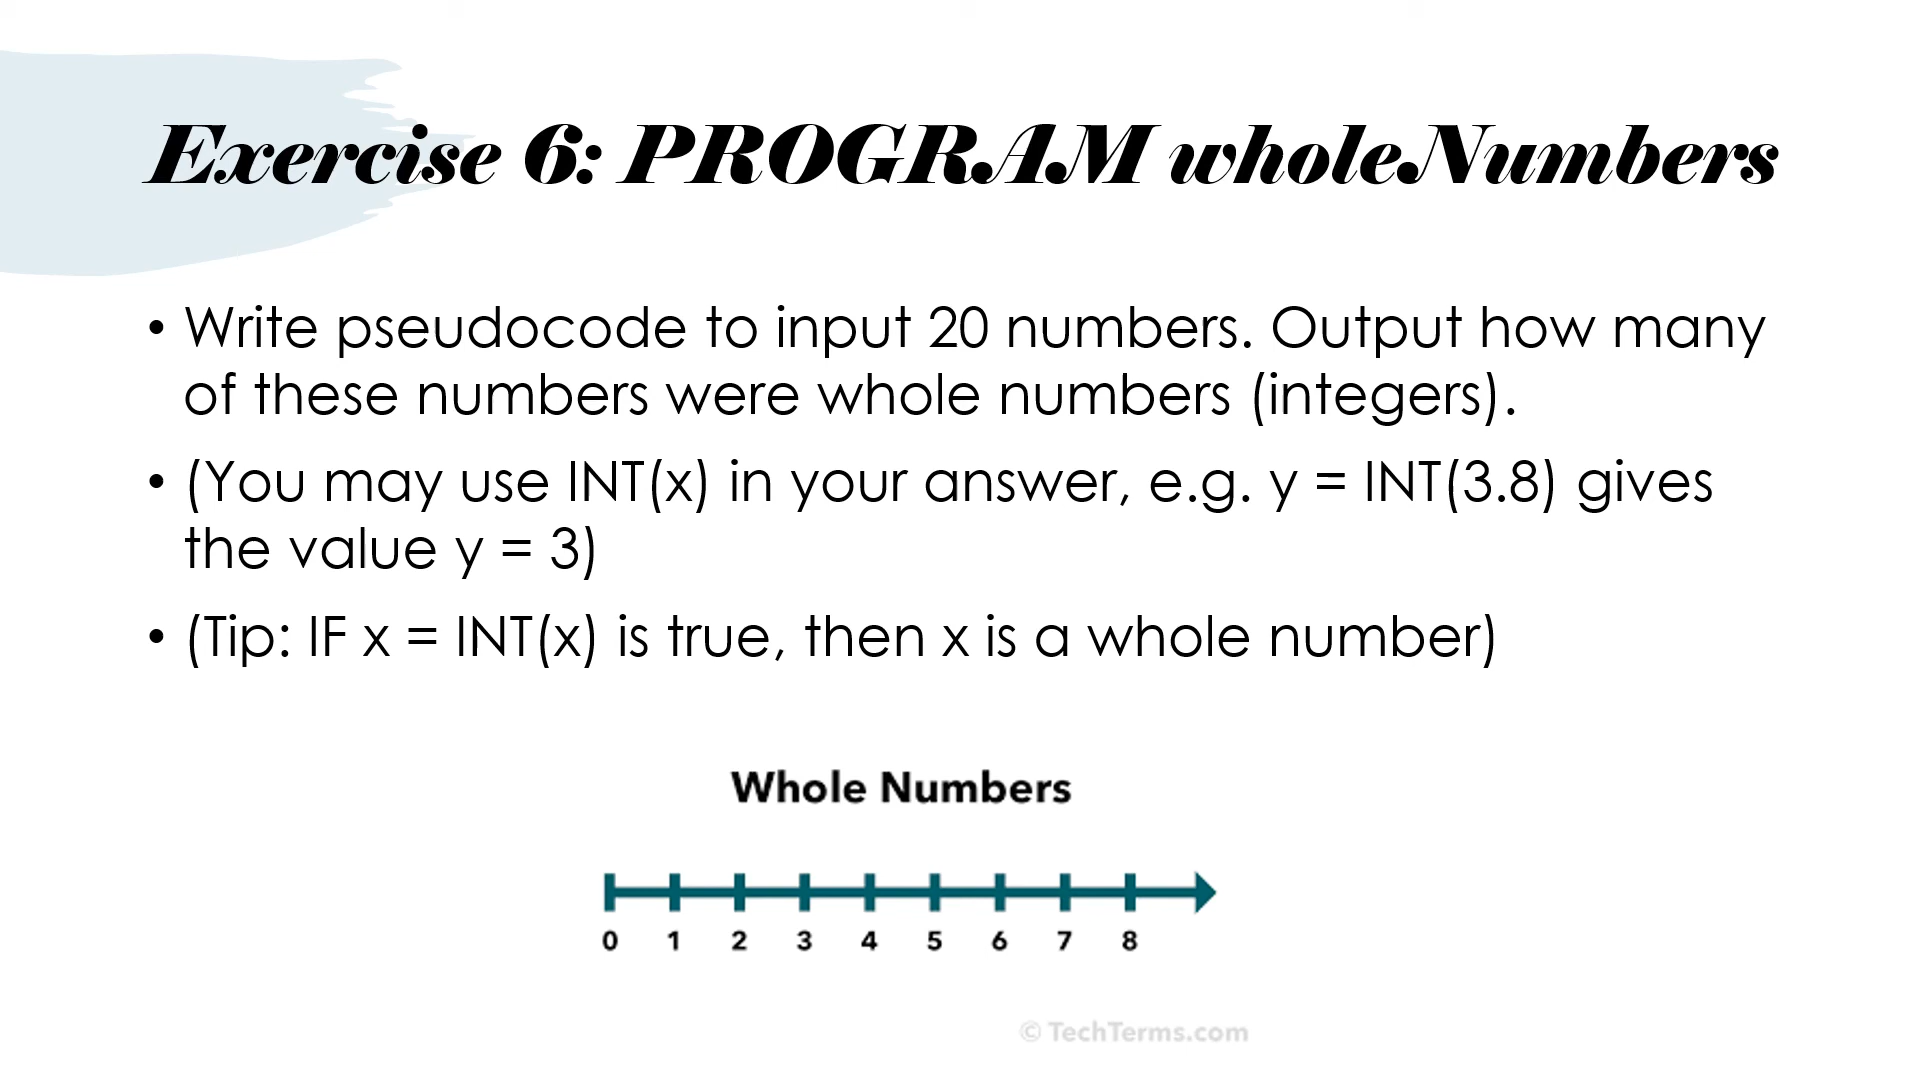 Exercise 6: PROGRAM wholeNumbers
• Write pseudocode to input 20 numbers. Output how many
of these numbers were whole numbers (integers).
• (You may use INT(x) in your answer, e.g. y = INT(3.8) gives
the value y = 3)
• (Tip: IF x = INT(x) is true, then x is a whole number)
Whole Numbers
0 1 2 3 4 5 6 7 8
© TechTerms.com